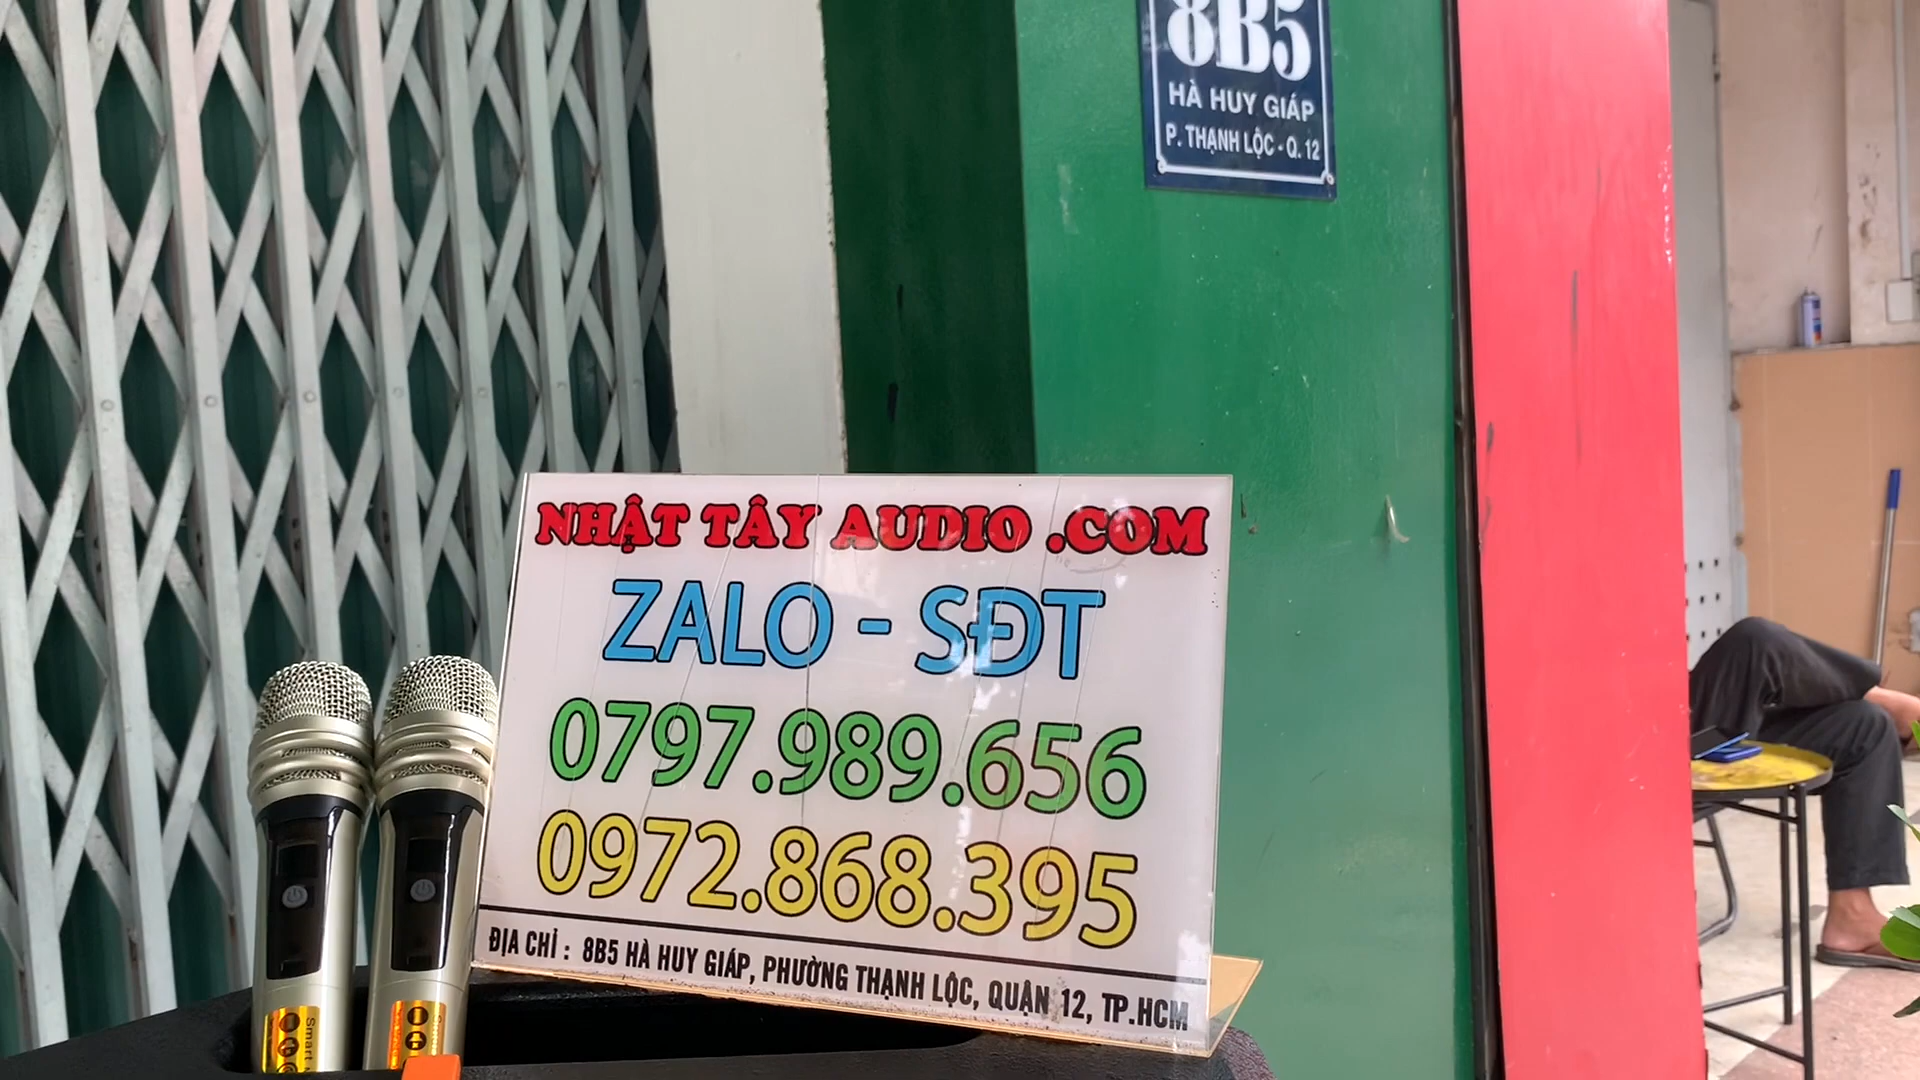 8B5
HÀ HUY GIÁP
P. THẠNH LỘC - Q. 12
NHẬT TÂY AUDIO .COM
ZALO - SĐT
0797.989.656
0972.868.395
ĐỊA CHỈ : 8B5 HÀ HUY GIÁP, PHƯỜNG THẠNH LỘC, QUẬN 12, TP.HCM
Smart